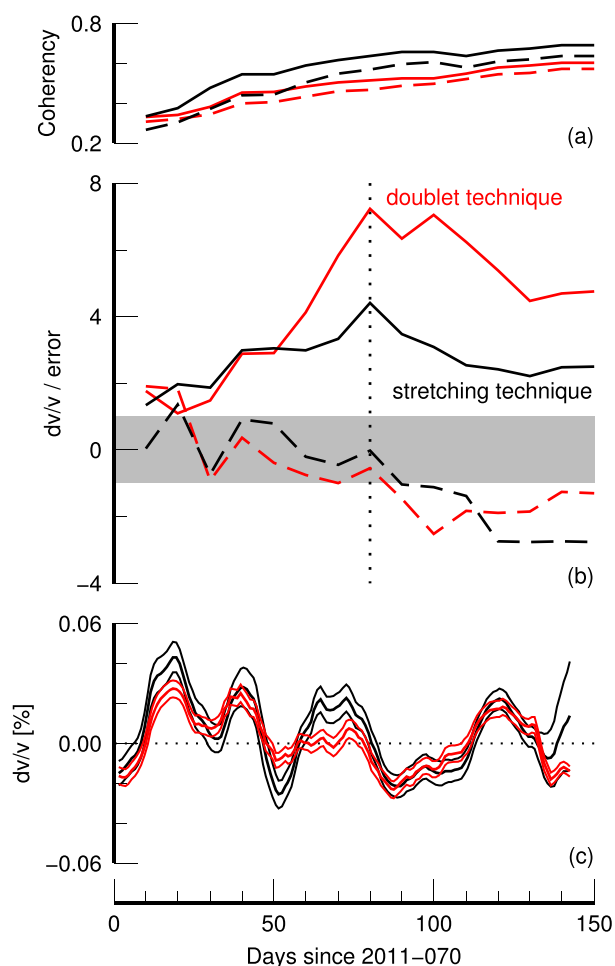 0.8
Coherency
0.2
(a)
8
doublet technique
4
dv/v / error
stretching technique
0
−4
(b)
0.06
dv/v [%]
0.00
−0.06
(c)
0
50
100
150
Days since 2011−070